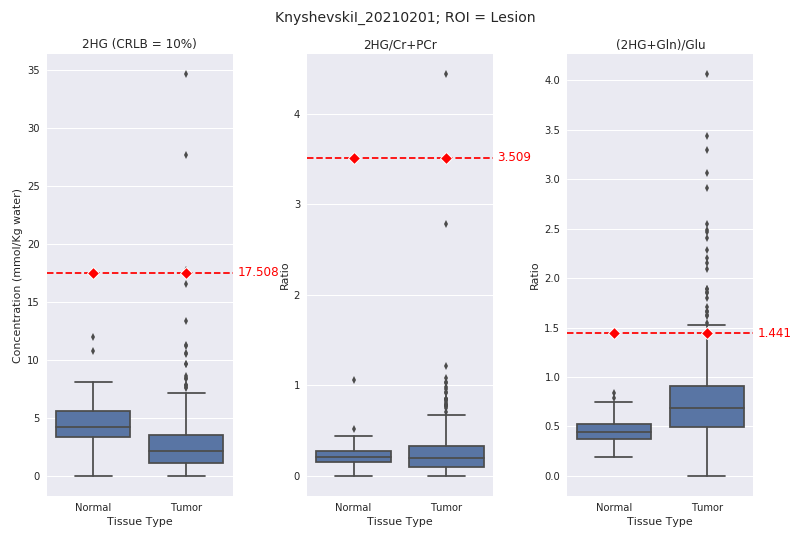 KnyshevskiI_20210201; ROI = Lesion
2HG (CRLB = 10%)
Concentration (mmol/Kg water)
35
30
25
20
15
10
5
0
17.508
Normal
Tumor
Tissue Type
2HG/Cr+PCr
Ratio
4
3
2
1
0
3.509
Normal
Tumor
Tissue Type
(2HG+Gln)/Glu
Ratio
4.0
3.5
3.0
2.5
2.0
1.5
1.0
0.5
0.0
1.441
Normal
Tumor
Tissue Type